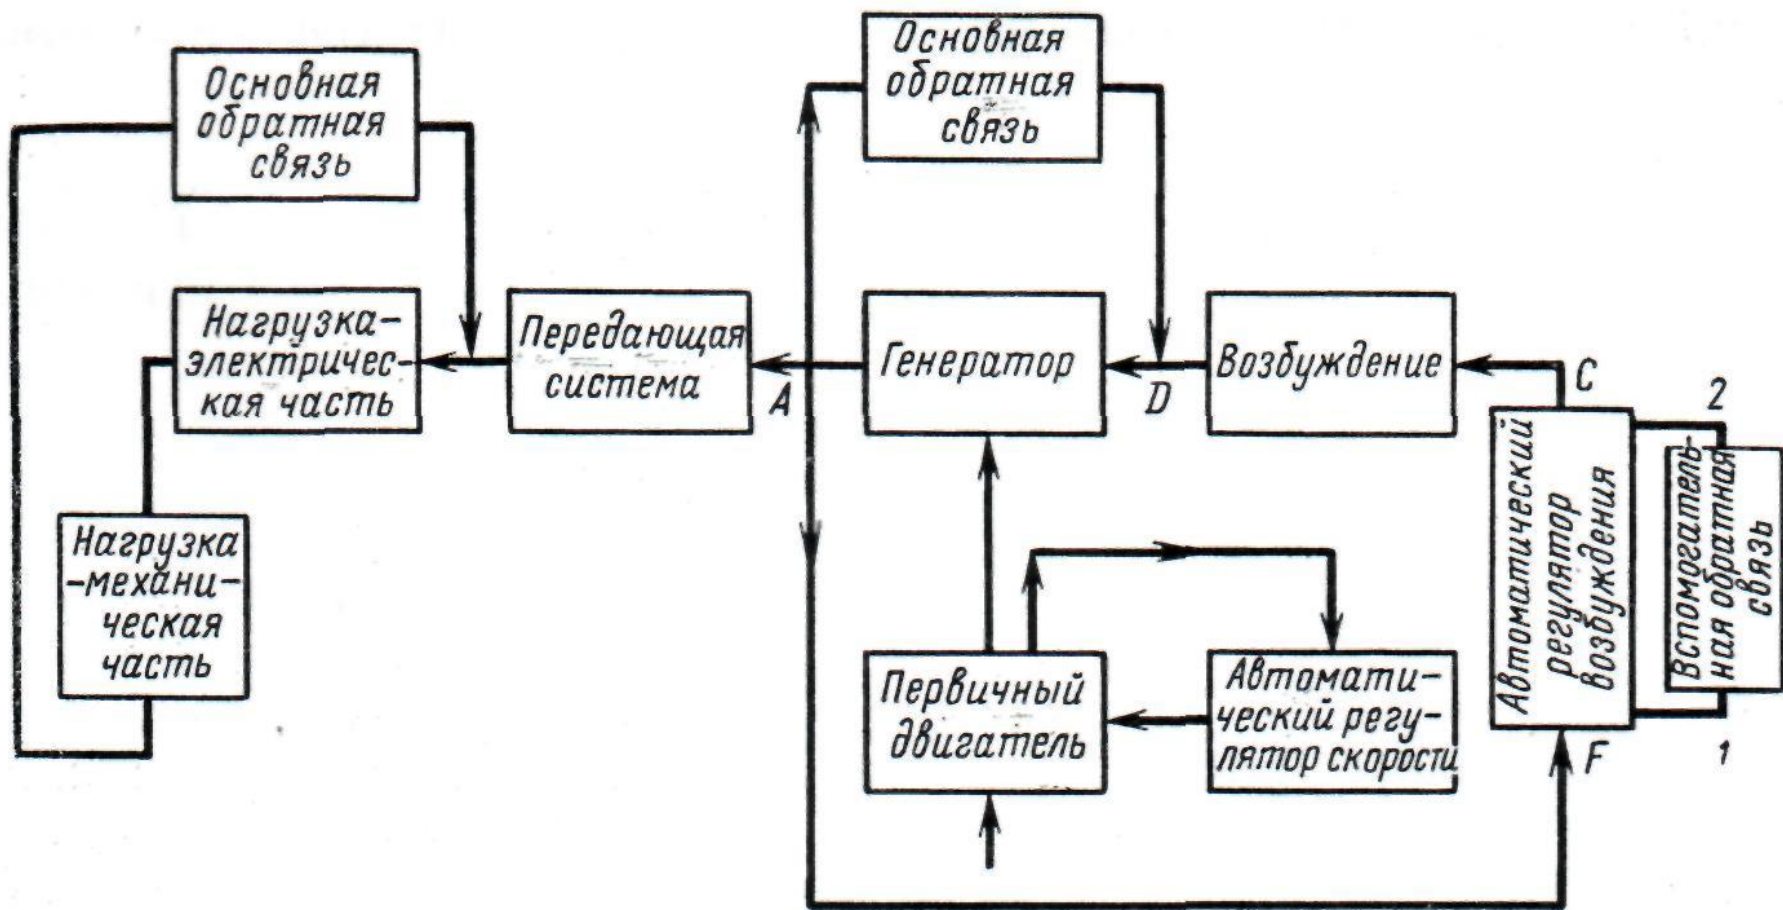 Основная
обратная
связь
Основная
обратная
связь
Нагрузка-
электричес-
кая часть
Передающая
система
A
Генератор
D
Возбуждение
C
2
Автоматический
регулятор
возбуждения
Вспомогатель-
ная обратная
связь
Нагрузка
-механи-
ческая
часть
Первичный
двигатель
Автомати-
ческий регу-
лятор скорости
F
1